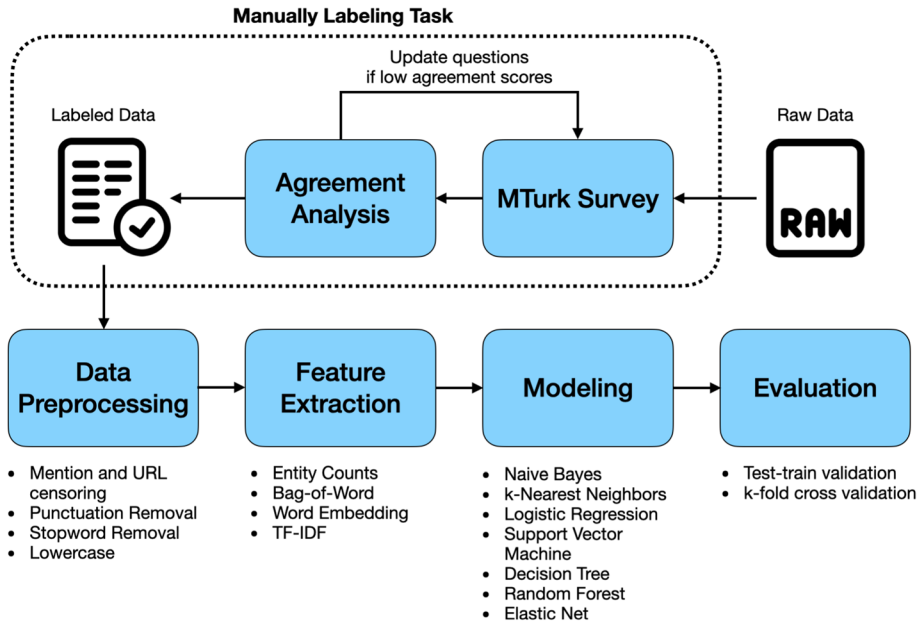 Manually Labeling Task
Update questions
if low agreement scores
Labeled Data
Raw Data
Agreement
Analysis
MTurk Survey
RAW
Data
Preprocessing
Feature
Extraction
Modeling
Evaluation
• Mention and URL
censoring
• Punctuation Removal
• Stopword Removal
• Lowercase
• Entity Counts
• Bag-of-Word
• Word Embedding
• TF-IDF
• Naive Bayes
• k-Nearest Neighbors
• Logistic Regression
• Support Vector
Machine
• Decision Tree
• Random Forest
• Elastic Net
• Test-train validation
• k-fold cross validation